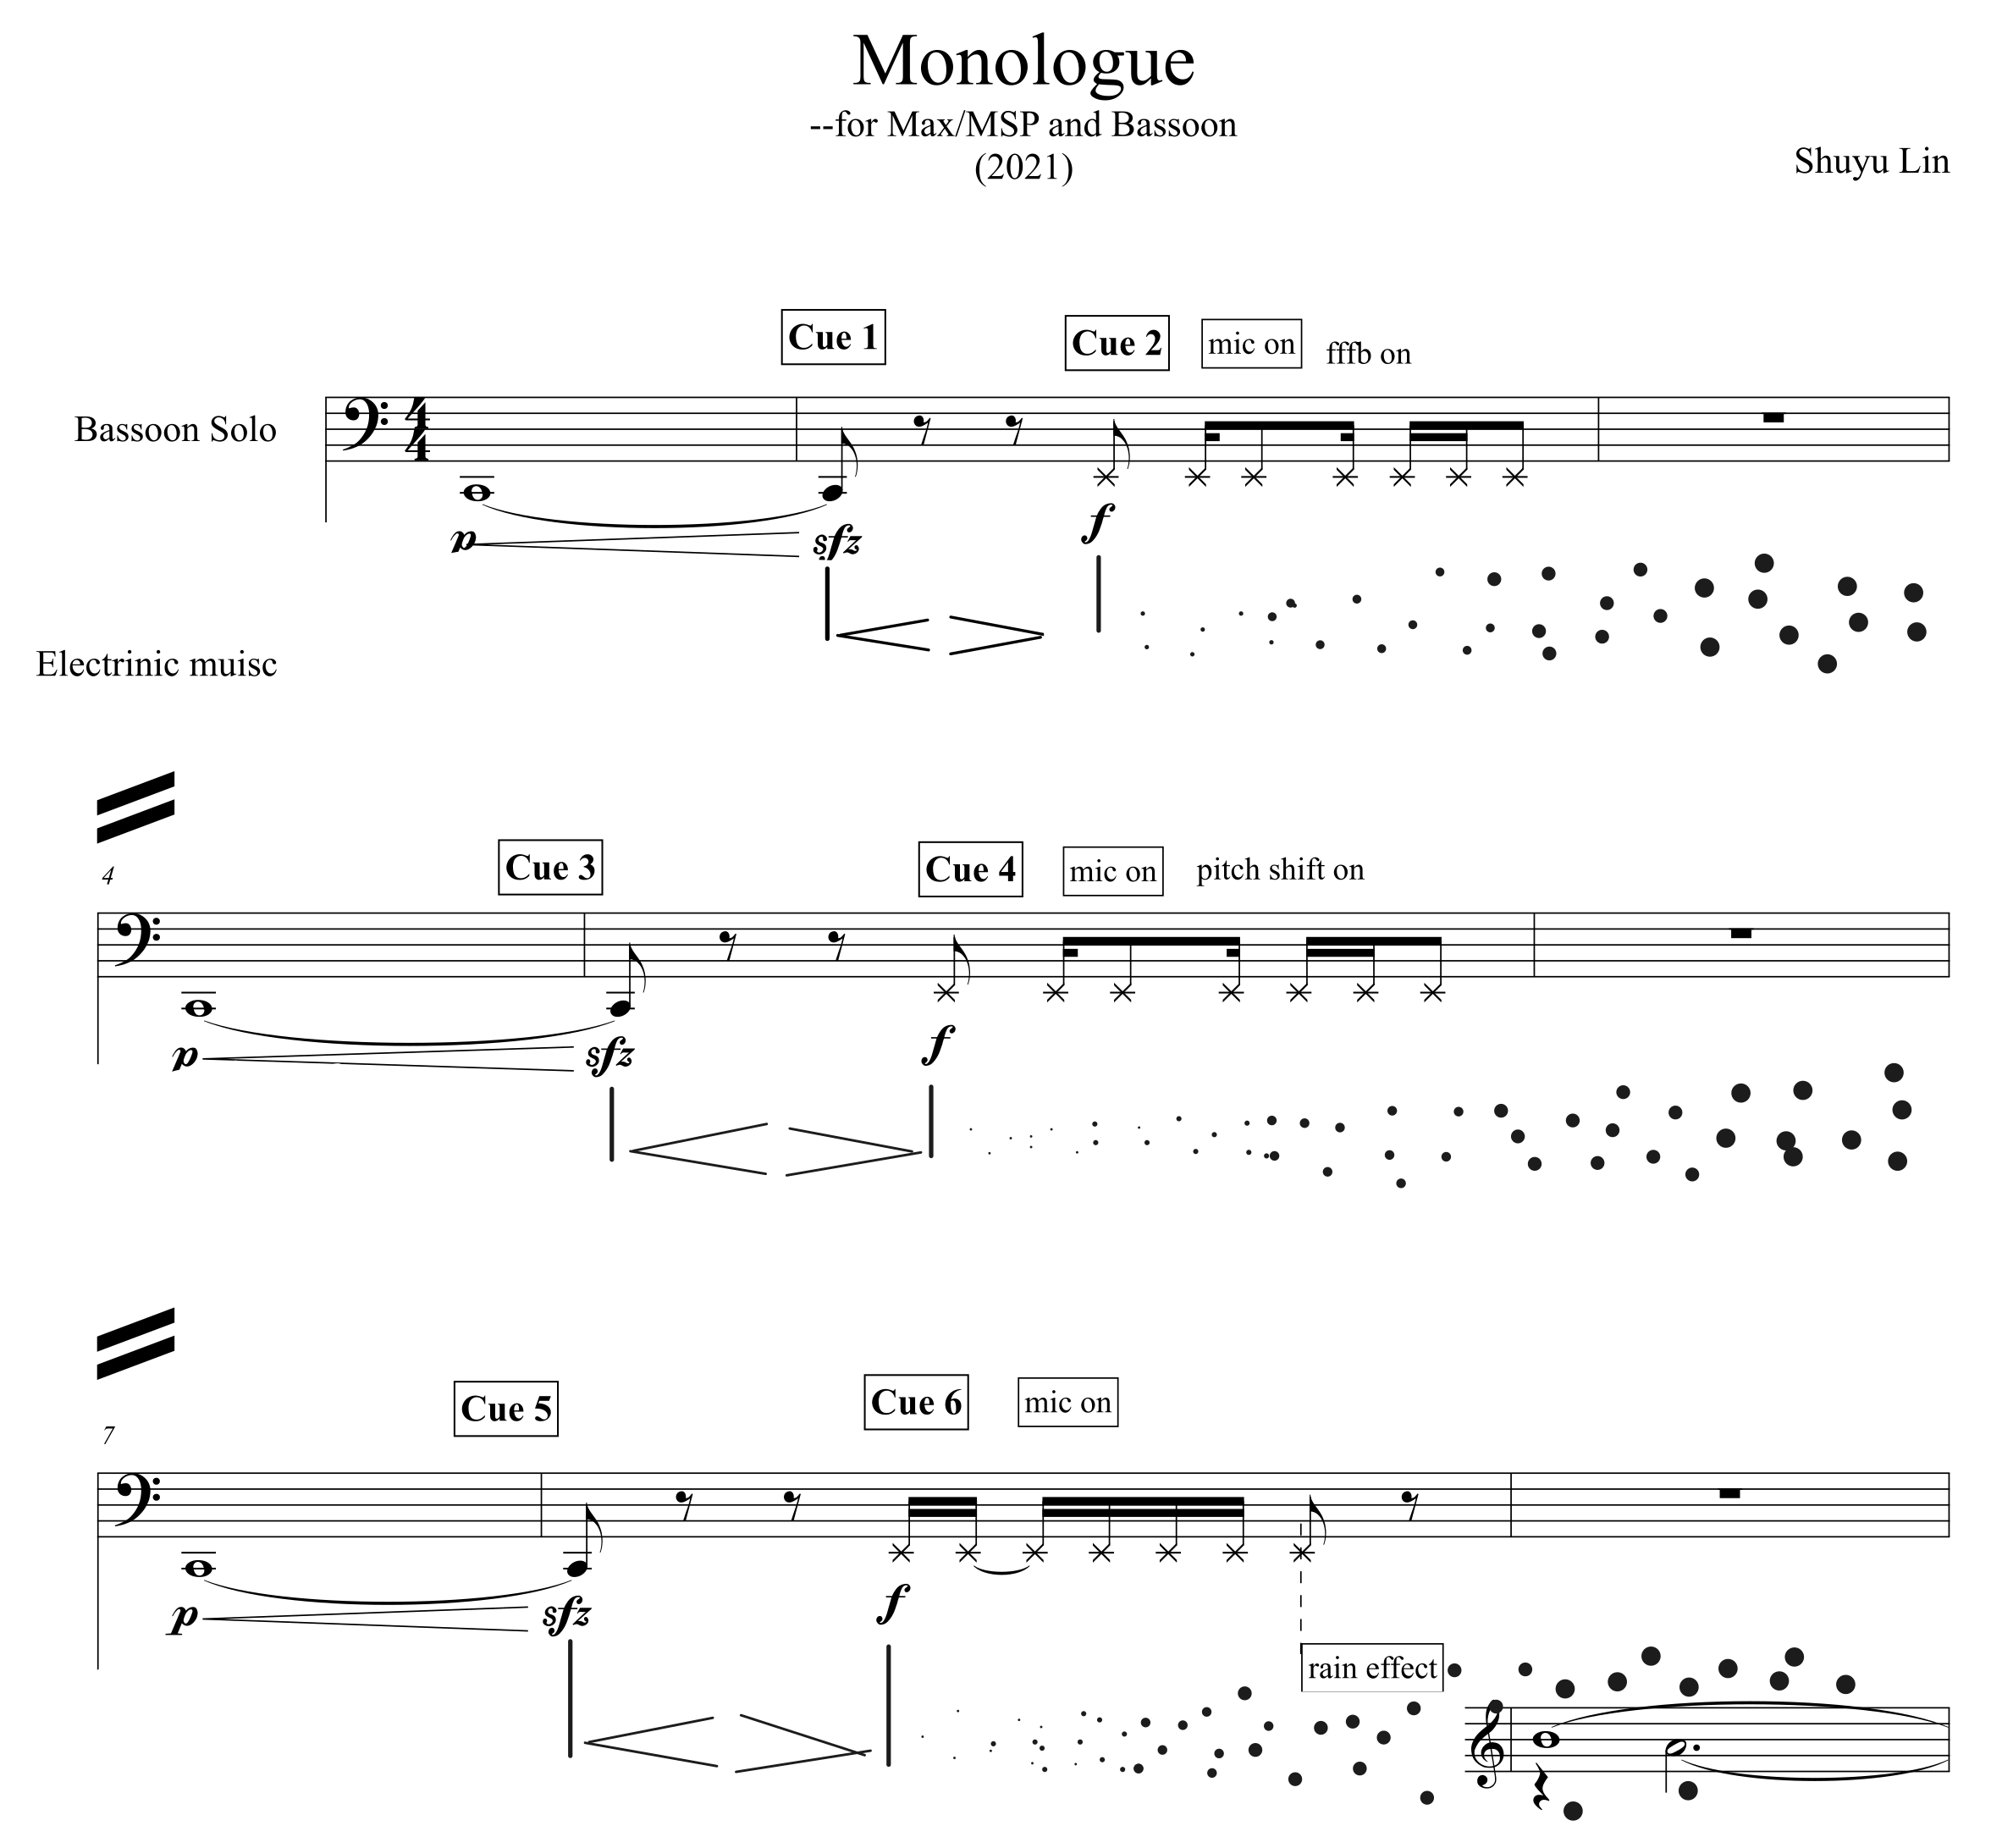 Monologue
--for Max/MSP and Bassoon
(2021)
Shuyu Lin
Cue 1
Cue 2
mic on
fffb on
Bassoon Solo
4
4
p
sfz
f
Electrinic muisc
4
Cue 3
Cue 4
mic on
pitch shift on
p
sfz
f
7
Cue 5
Cue 6
mic on
p
sfz
f
rain effect